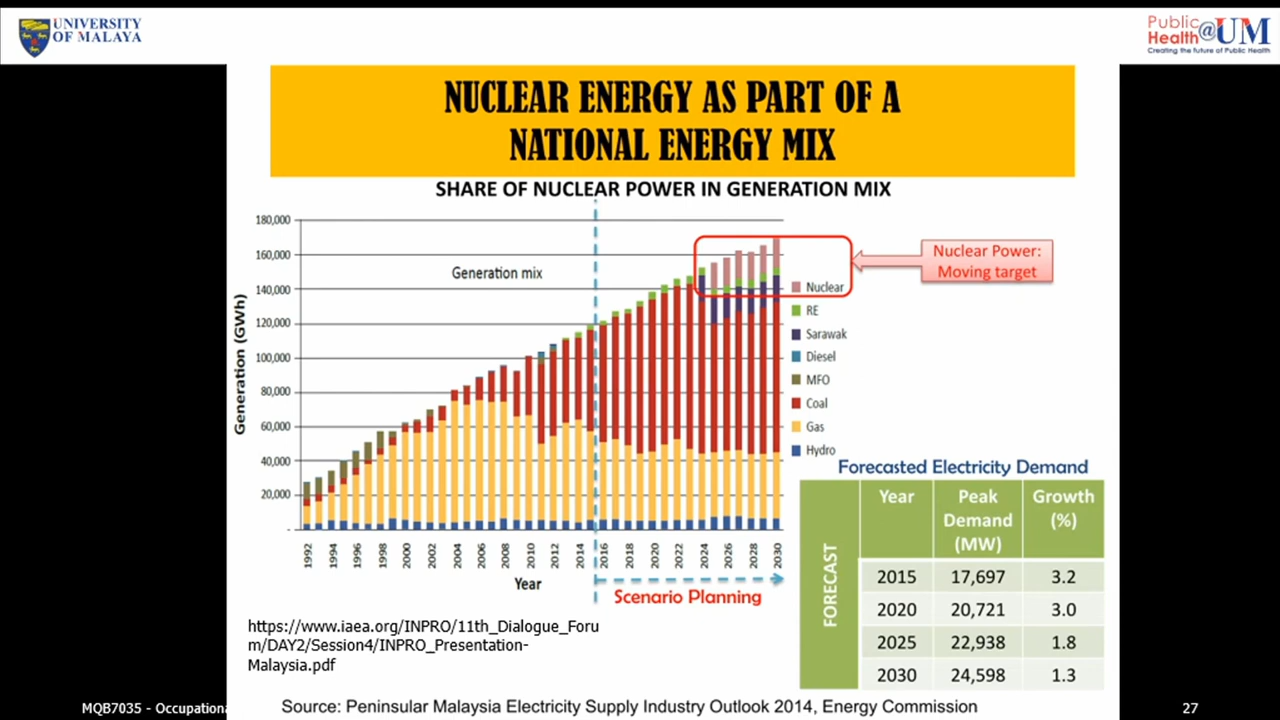 UNIVERSITY
OF MALAYA
Public
Health@UM
Creating the future of Public Health
NUCLEAR ENERGY AS PART OF A
NATIONAL ENERGY MIX
SHARE OF NUCLEAR POWER IN GENERATION MIX
180,000
160,000
140,000
120,000
100,000
80,000
60,000
40,000
20,000
-
Generation (GWh)
Generation mix
Nuclear Power:
Moving target
Nuclear
RE
Sarawak
Diesel
MFO
Coal
Gas
Hydro
1992 1994 1996 1998 2000 2002 2004 2006 2008 2010 2012 2014 2016 2018 2020 2022 2024 2026 2028 2030
Year
Scenario Planning
Forecasted Electricity Demand
FORECAST
Year Peak Demand (MW) Growth (%)
2015 17,697 3.2
2020 20,721 3.0
2025 22,938 1.8
2030 24,598 1.3
https://www.iaea.org/INPRO/11th_Dialogue_Foru
m/DAY2/Session4/INPRO_Presentation-
Malaysia.pdf
Source: Peninsular Malaysia Electricity Supply Industry Outlook 2014, Energy Commission
MQB7035 - Occupationa
27